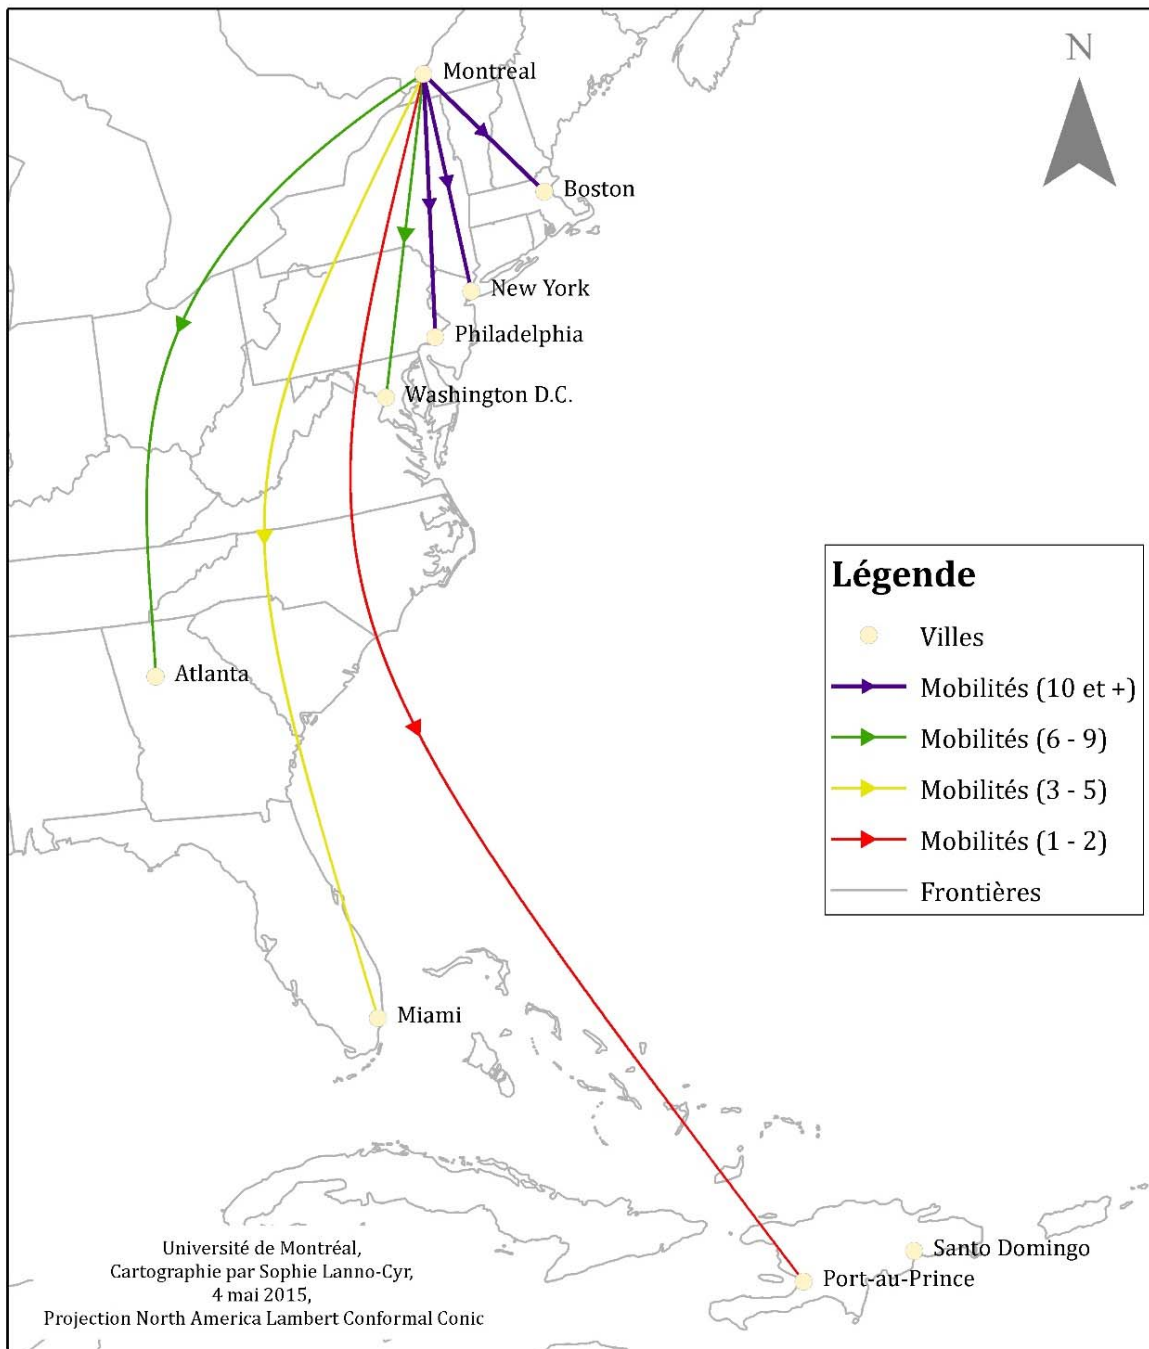 N
Montreal
Boston
New York
Philadelphia
Washington D.C.
Atlanta
Miami
Santo Domingo
Port-au-Prince
Légende
Villes
Mobilités (10 et +)
Mobilités (6 - 9)
Mobilités (3 - 5)
Mobilités (1 - 2)
Frontières
Université de Montréal,
Cartographie par Sophie Lanno-Cyr,
4 mai 2015,
Projection North America Lambert Conformal Conic